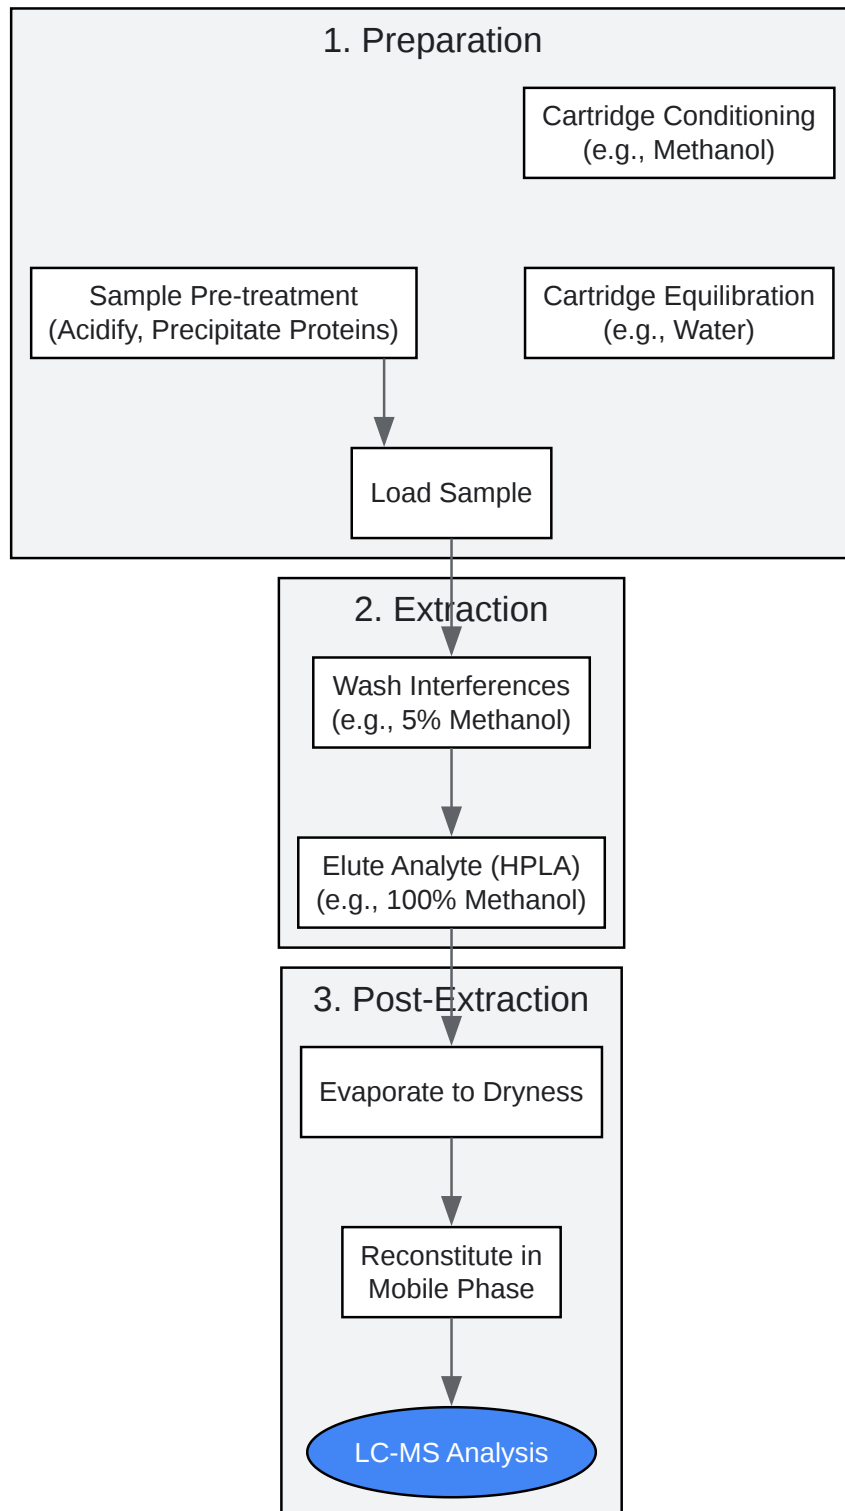 1. Preparation
Cartridge Conditioning
(e.g., Methanol)
Sample Pre-treatment
(Acidify, Precipitate Proteins)
Cartridge Equilibration
(e.g., Water)
Load Sample
2. Extraction
Wash Interferences
(e.g., 5% Methanol)
Elute Analyte (HPLA)
(e.g., 100% Methanol)
3. Post-Extraction
Evaporate to Dryness
Reconstitute in
Mobile Phase
LC-MS Analysis